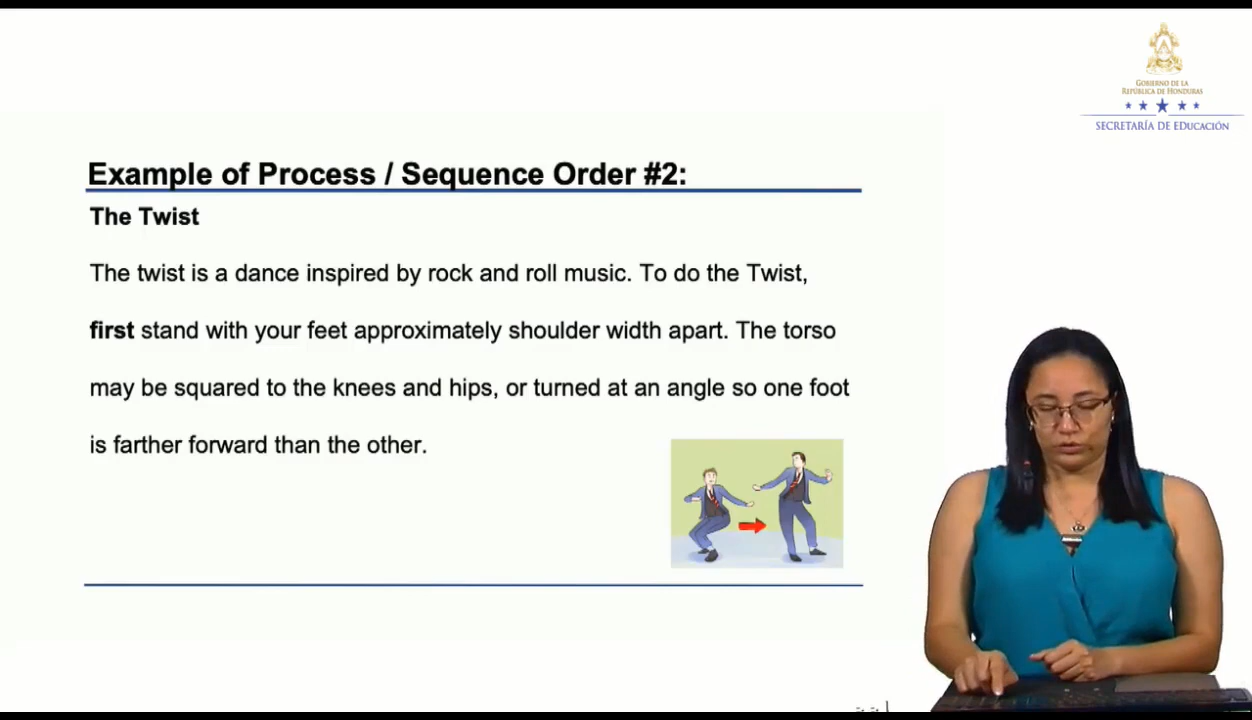 GOBIERNO DE LA
REPÚBLICA DE HONDURAS
SECRETARÍA DE EDUCACIÓN
Example of Process / Sequence Order #2:
The Twist
The twist is a dance inspired by rock and roll music. To do the Twist,
first stand with your feet approximately shoulder width apart. The torso
may be squared to the knees and hips, or turned at an angle so one foot
is farther forward than the other.